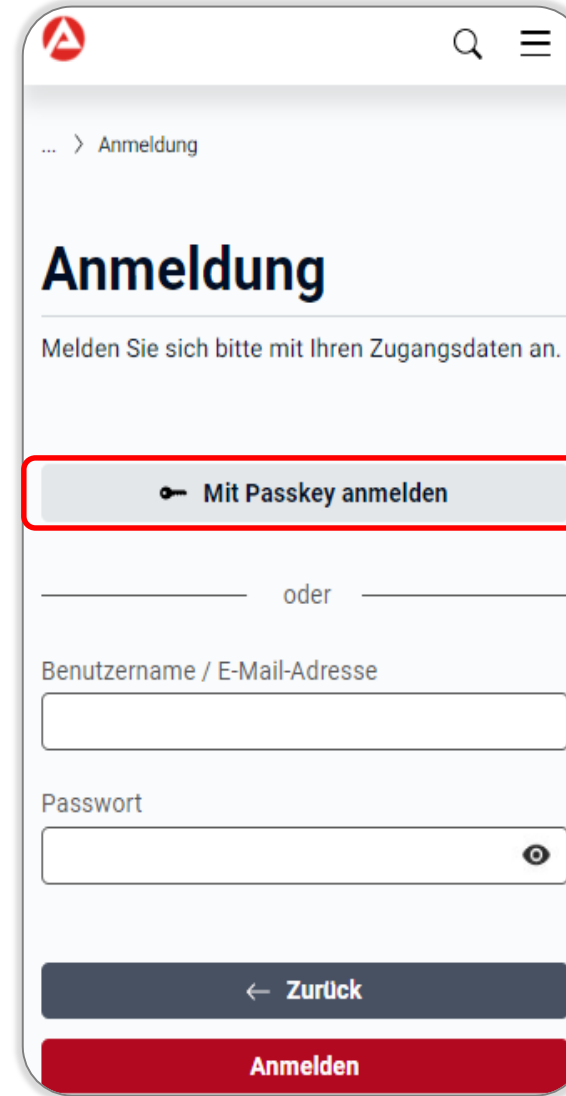 ... > Anmeldung
Anmeldung
Melden Sie sich bitte mit Ihren Zugangsdaten an.
Mit Passkey anmelden
oder
Benutzername / E-Mail-Adresse
Passwort
← Zurück
Anmelden